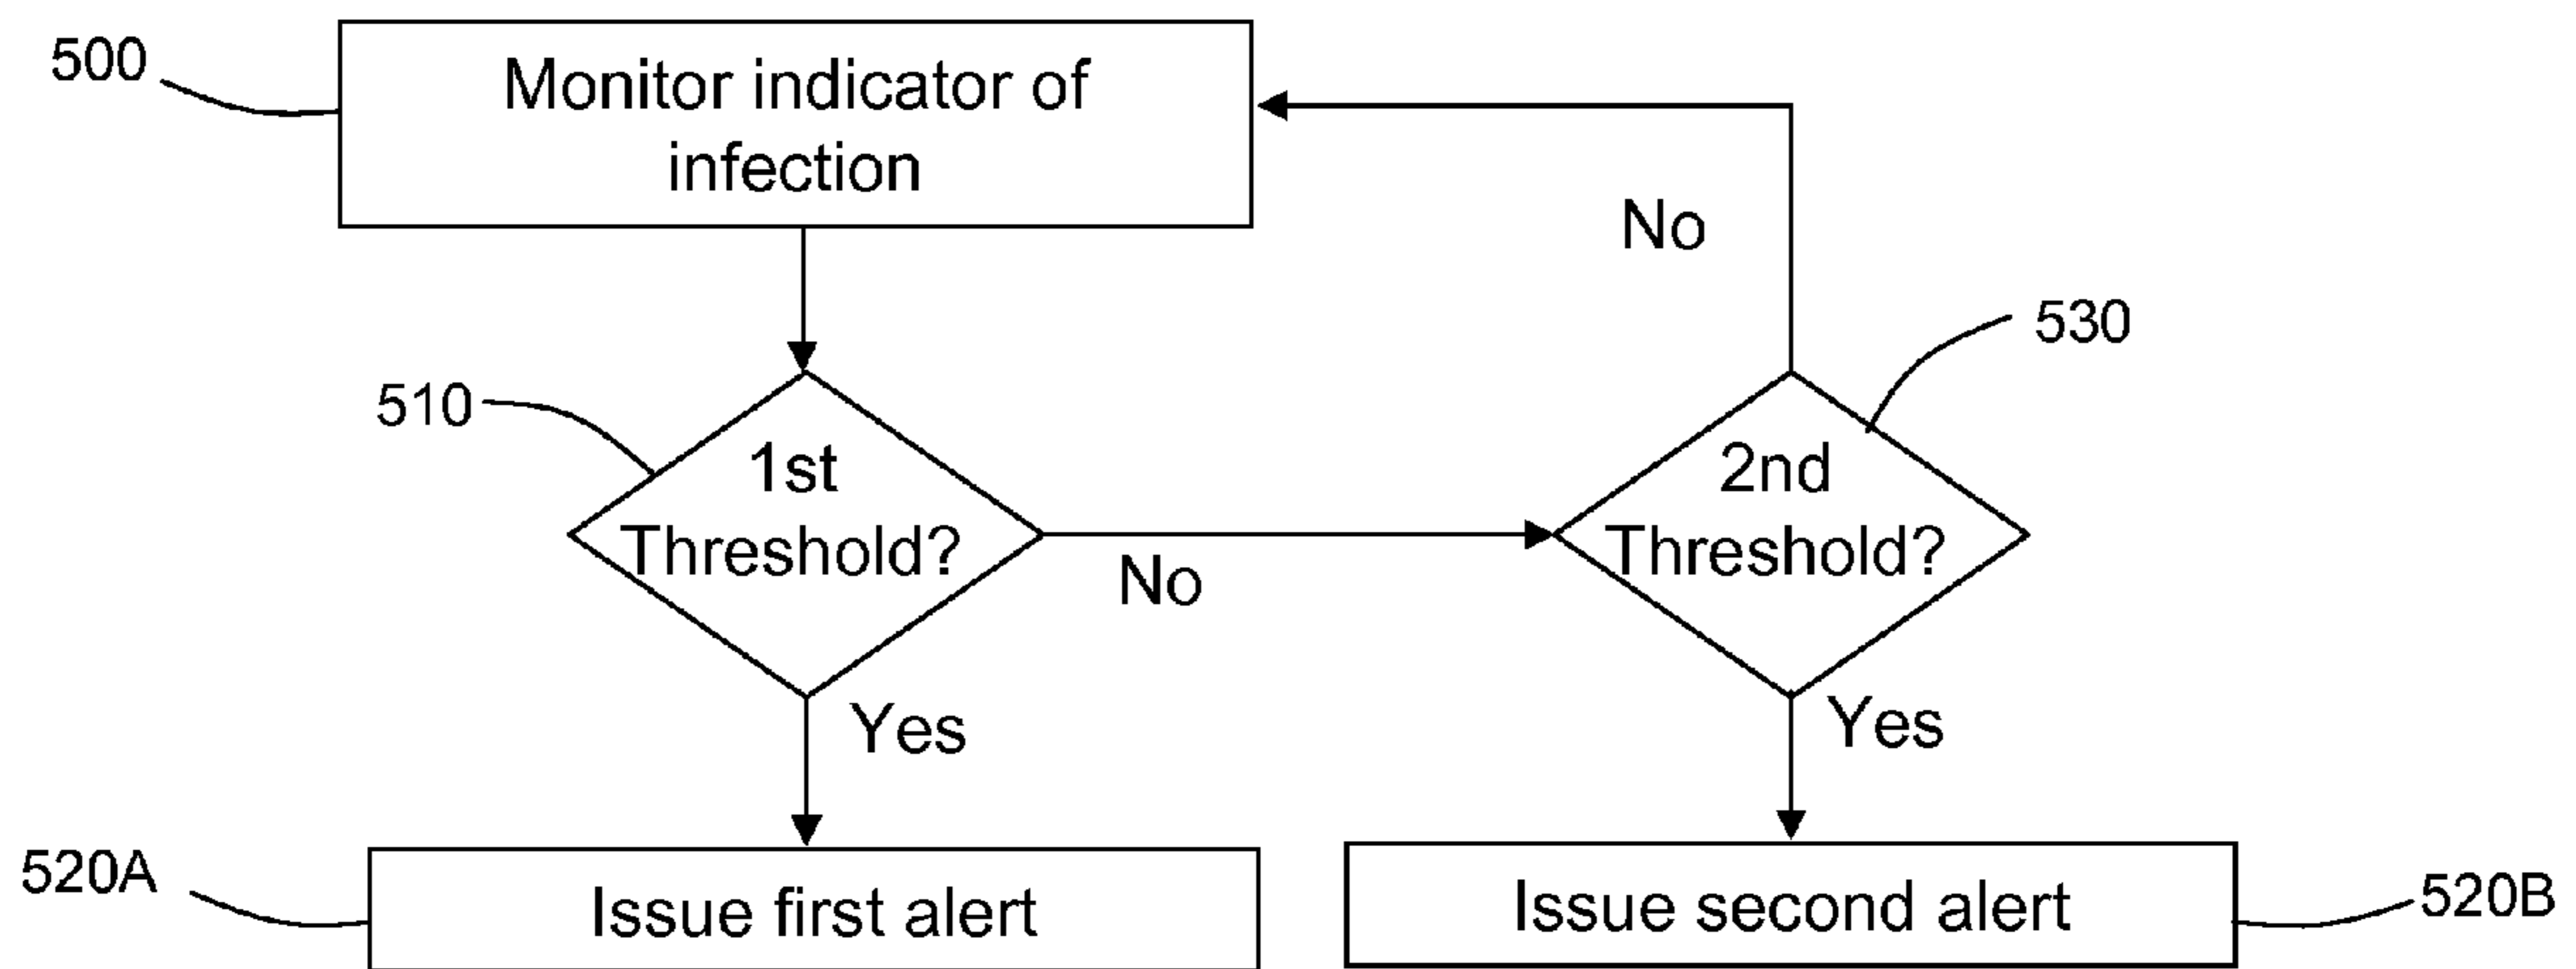 500
Monitor indicator of
infection
No
530
510
1st
Threshold?
2nd
Threshold?
No
Yes
Yes
520A
Issue first alert
Issue second alert
520B